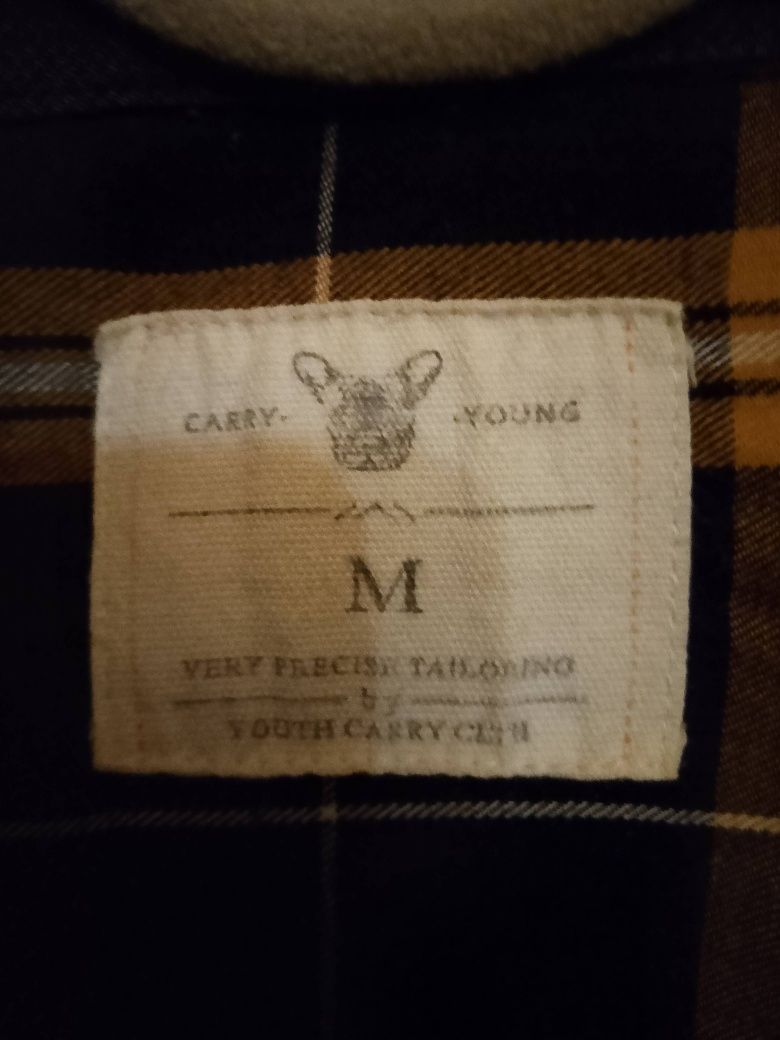 CARRY- -YOUNG
M
VERY PRECISE TAILORING
by
YOUTH CARRY